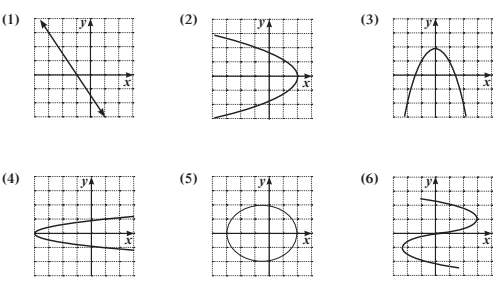 (1) y x
(2) y x
(3) y x
(4) y x
(5) y x
(6) y x